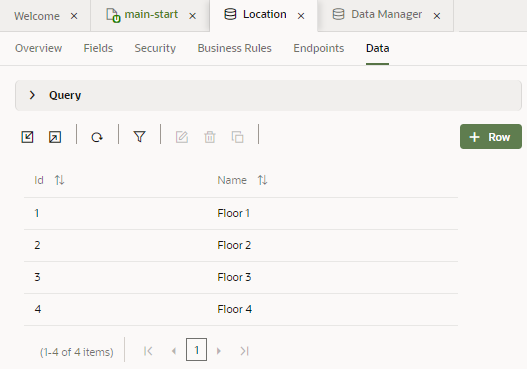 Welcome × main-start × Location × Data Manager ×
Overview Fields Security Business Rules Endpoints Data
Query
+ Row
Id Name
1 Floor 1
2 Floor 2
3 Floor 3
4 Floor 4
(1-4 of 4 items) 1